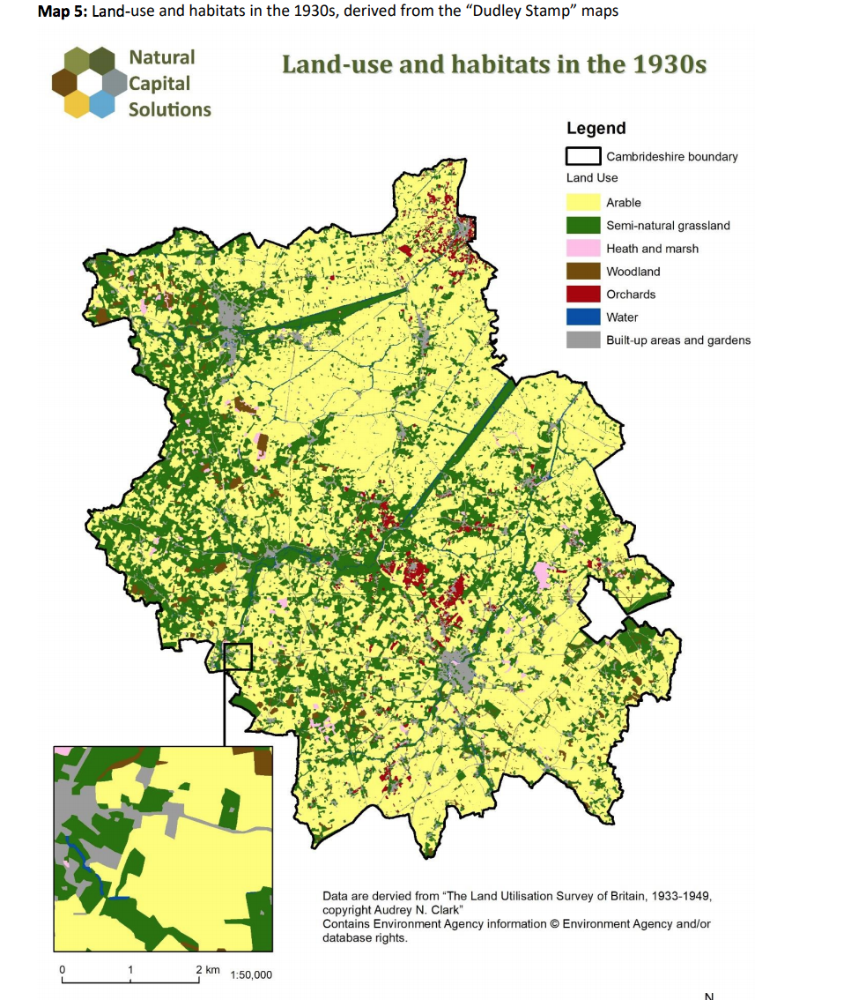 Map 5: Land-use and habitats in the 1930s, derived from the “Dudley Stamp” maps
Natural
Capital
Solutions
Land-use and habitats in the 1930s
Legend
Cambrideshire boundary
Land Use
Arable
Semi-natural grassland
Heath and marsh
Woodland
Orchards
Water
Built-up areas and gardens
Data are dervied from “The Land Utilisation Survey of Britain, 1933-1949,
copyright Audrey N. Clark”
Contains Environment Agency information © Environment Agency and/or
database rights.
0 1 2 km 1:50,000
N